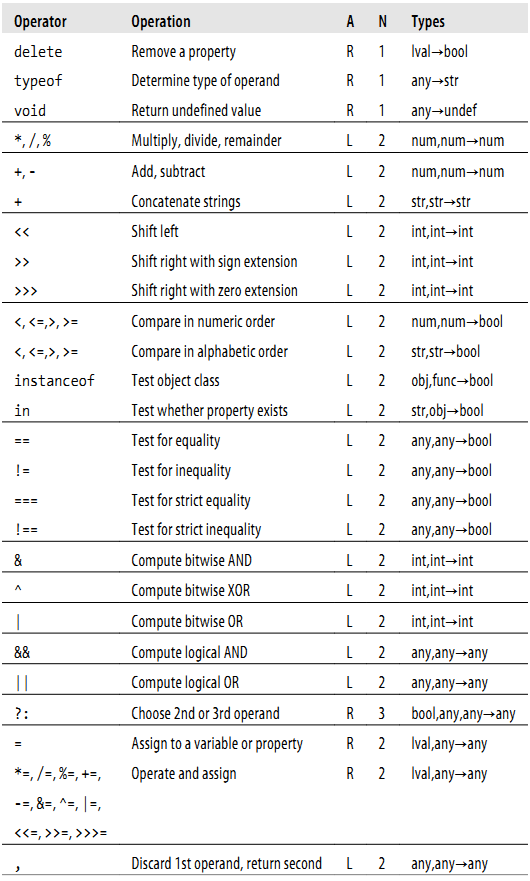 Operator Operation A N Types
delete Remove a property R 1 lval→bool
typeof Determine type of operand R 1 any→str
void Return undefined value R 1 any→undef
*, /, % Multiply, divide, remainder L 2 num,num→num
+, - Add, subtract L 2 num,num→num
+ Concatenate strings L 2 str,str→str
<< Shift left L 2 int,int→int
>> Shift right with sign extension L 2 int,int→int
>>> Shift right with zero extension L 2 int,int→int
<, <=,>, >= Compare in numeric order L 2 num,num→bool
<, <=,>, >= Compare in alphabetic order L 2 str,str→bool
instanceof Test object class L 2 obj,func→bool
in Test whether property exists L 2 str,obj→bool
== Test for equality L 2 any,any→bool
!= Test for inequality L 2 any,any→bool
=== Test for strict equality L 2 any,any→bool
!== Test for strict inequality L 2 any,any→bool
& Compute bitwise AND L 2 int,int→int
^ Compute bitwise XOR L 2 int,int→int
| Compute bitwise OR L 2 int,int→int
&& Compute logical AND L 2 any,any→any
|| Compute logical OR L 2 any,any→any
?: Choose 2nd or 3rd operand R 3 bool,any,any→any
= Assign to a variable or property R 2 lval,any→any
*=, /=, %=, +=, Operate and assign R 2 lval,any→any
-=, &=, ^=, |=,
<<=, >>=, >>>=
, Discard 1st operand, return second L 2 any,any→any